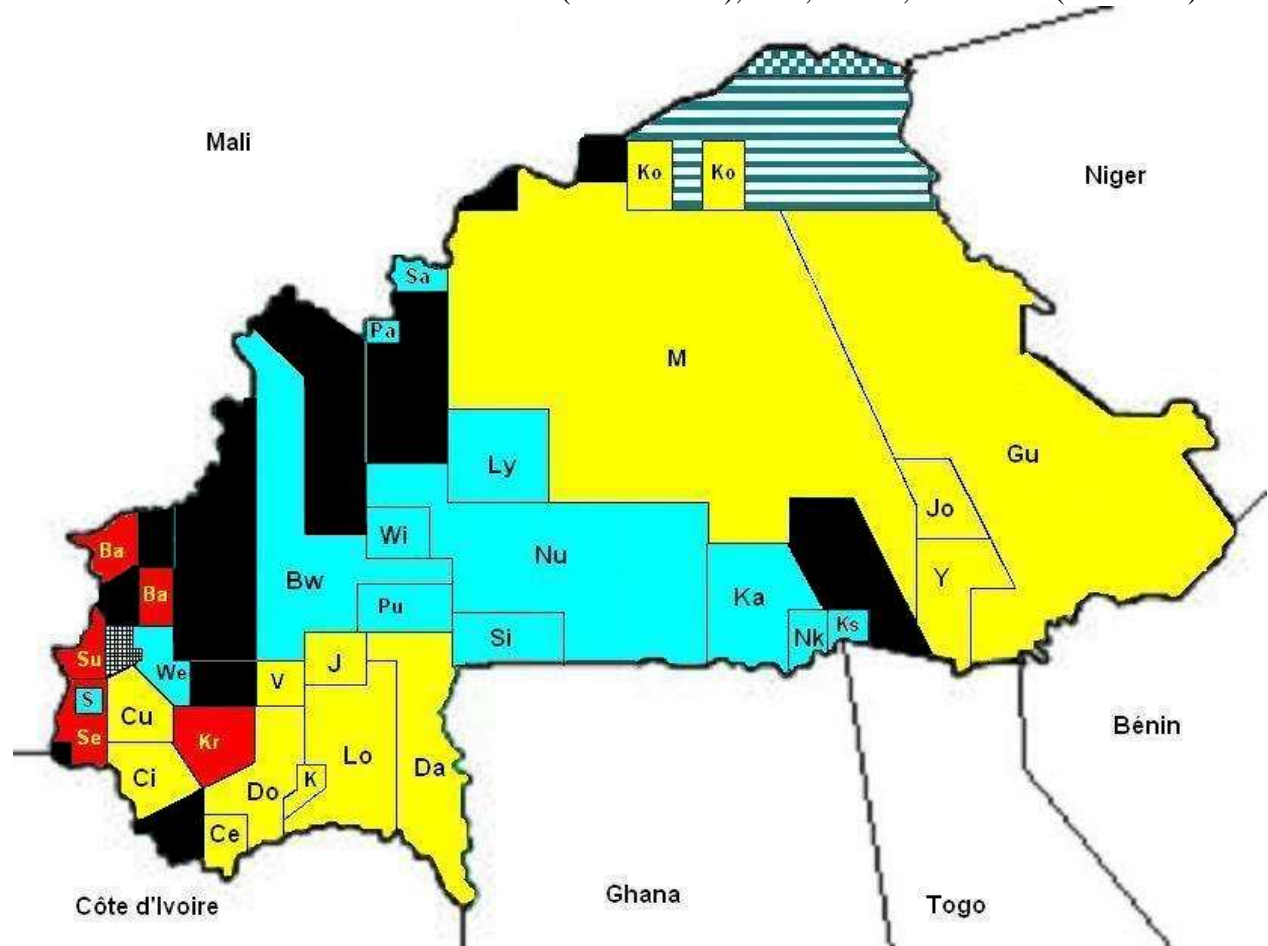 Mali
Niger
Ko
Ko
Sa
Pa
M
Gu
Ly
Jo
Ba
Wi
Nu
Y
Bw
Ba
Pu
Ka
Si
Nk
Ks
Su
We
J
V
S
Cu
Se
Kr
Lo
Da
Ci
Do
K
Ce
Bénin
Ghana
Togo
Côte d'Ivoire